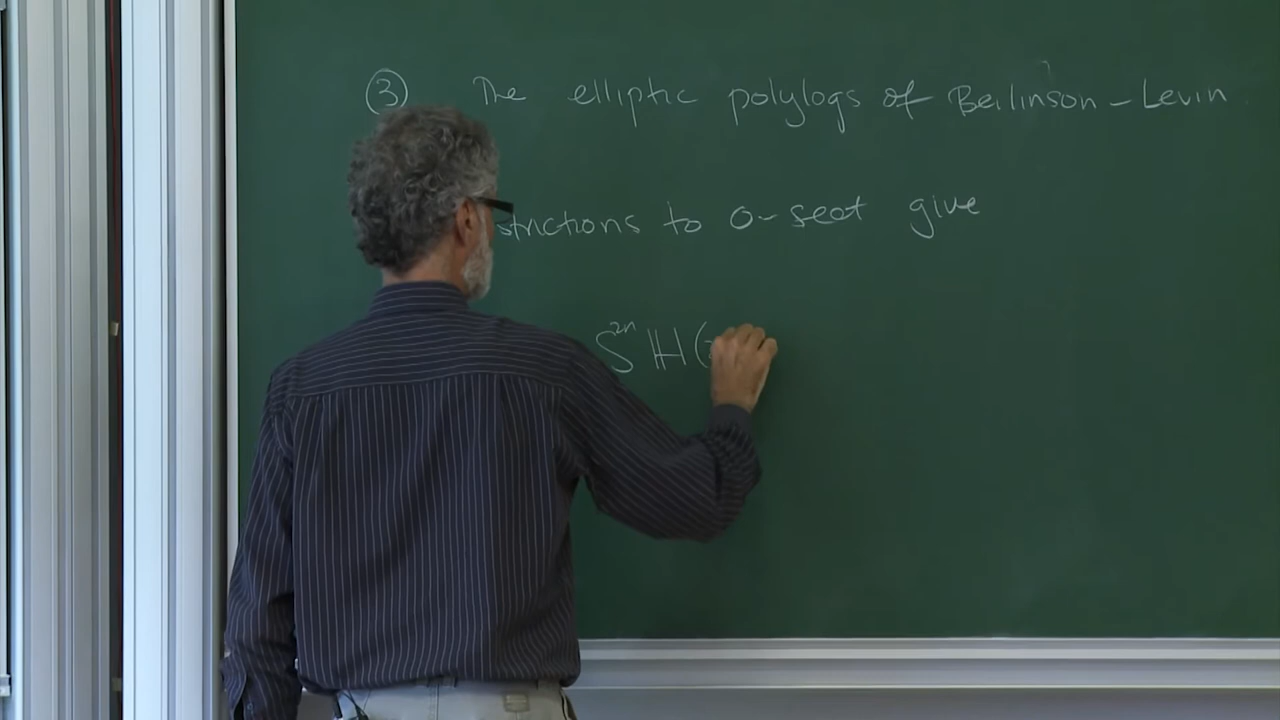 ③ The elliptic polylogs of Beilinson - Levin
strictions to 0-sect give
S²ⁿ ℍ (